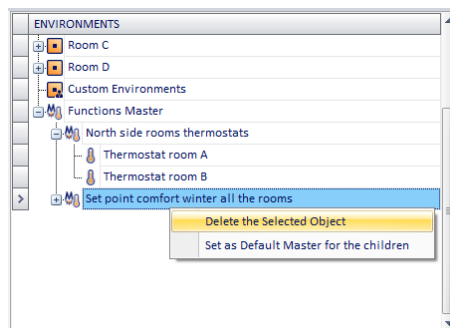 ENVIRONMENTS
Room C
Room D
Custom Environments
Functions Master
North side rooms thermostats
Thermostat room A
Thermostat room B
Set point comfort winter all the rooms
Delete the Selected Object
Set as Default Master for the children